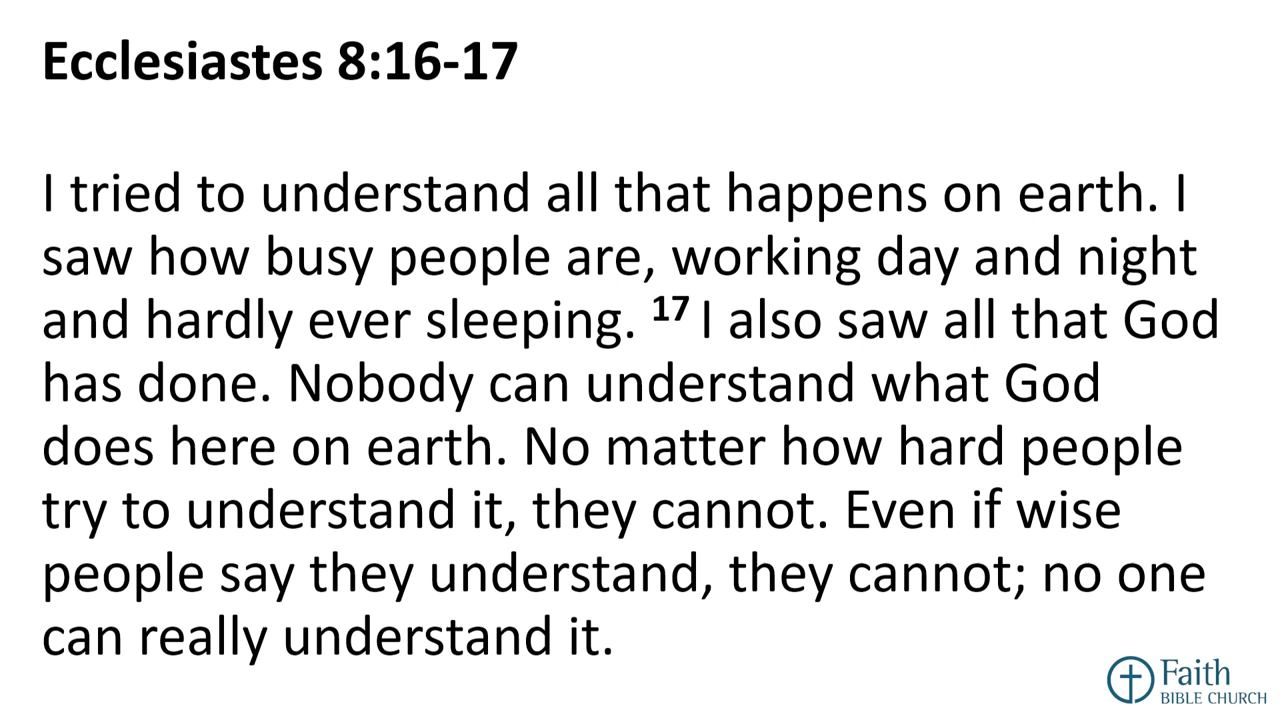 Ecclesiastes 8:16-17
I tried to understand all that happens on earth. I
saw how busy people are, working day and night
and hardly ever sleeping. 17 I also saw all that God
has done. Nobody can understand what God
does here on earth. No matter how hard people
try to understand it, they cannot. Even if wise
people say they understand, they cannot; no one
can really understand it.
Faith
BIBLE CHURCH